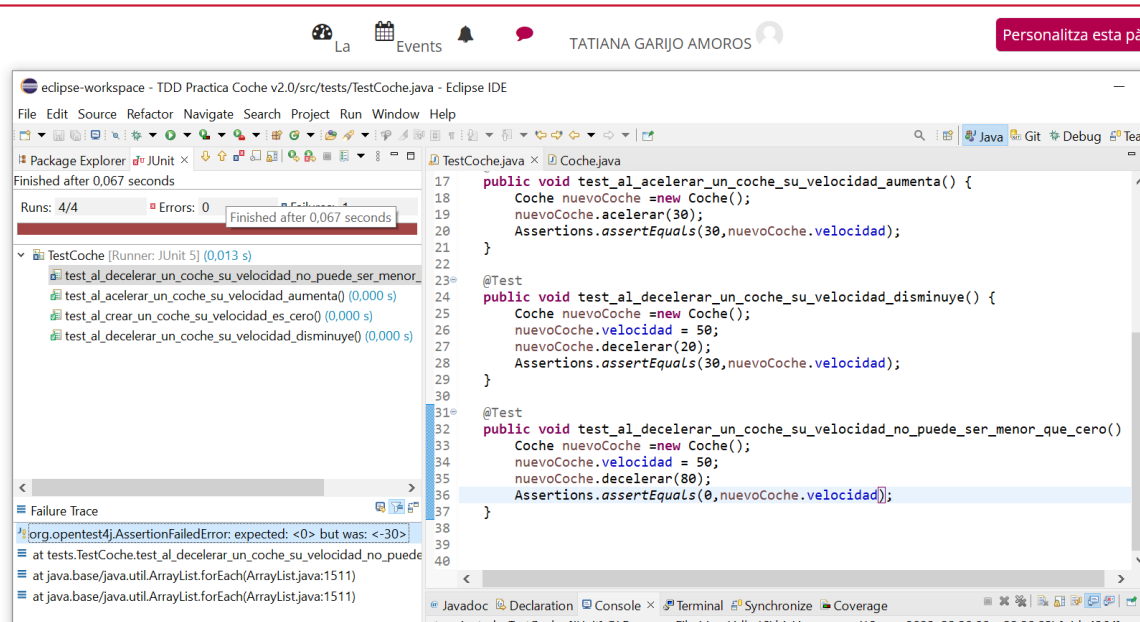 La
Events
TATIANA GARIJO AMOROS
Personalitza esta pà
eclipse-workspace - TDD Practica Coche v2.0/src/tests/TestCoche.java - Eclipse IDE
File Edit Source Refactor Navigate Search Project Run Window Help
Java Git Debug Tea
Package Explorer JUnit
Finished after 0,067 seconds
Runs: 4/4 Errors: 0
Finished after 0,067 seconds
TestCoche [Runner: JUnit 5] (0,013 s)
test_al_decelerar_un_coche_su_velocidad_no_puede_ser_menor_
test_al_acelerar_un_coche_su_velocidad_aumenta() (0,000 s)
test_al_crear_un_coche_su_velocidad_es_cero() (0,000 s)
test_al_decelerar_un_coche_su_velocidad_disminuye() (0,000 s)
Failure Trace
org.opentest4j.AssertionFailedError: expected: <0> but was: <-30>
at tests.TestCoche.test_al_decelerar_un_coche_su_velocidad_no_puede
at java.base/java.util.ArrayList.forEach(ArrayList.java:1511)
at java.base/java.util.ArrayList.forEach(ArrayList.java:1511)
TestCoche.java Coche.java
17 public void test_al_acelerar_un_coche_su_velocidad_aumenta() {
18 Coche nuevoCoche =new Coche();
19 nuevoCoche.acelerar(30);
20 Assertions.assertEquals(30,nuevoCoche.velocidad);
21 }
22
23 @Test
24 public void test_al_decelerar_un_coche_su_velocidad_disminuye() {
25 Coche nuevoCoche =new Coche();
26 nuevoCoche.velocidad = 50;
27 nuevoCoche.decelerar(20);
28 Assertions.assertEquals(30,nuevoCoche.velocidad);
29 }
30
31 @Test
32 public void test_al_decelerar_un_coche_su_velocidad_no_puede_ser_menor_que_cero()
33 Coche nuevoCoche =new Coche();
34 nuevoCoche.velocidad = 50;
35 nuevoCoche.decelerar(80);
36 Assertions.assertEquals(0,nuevoCoche.velocidad);
37 }
38
39
40
Javadoc Declaration Console Terminal Synchronize Coverage